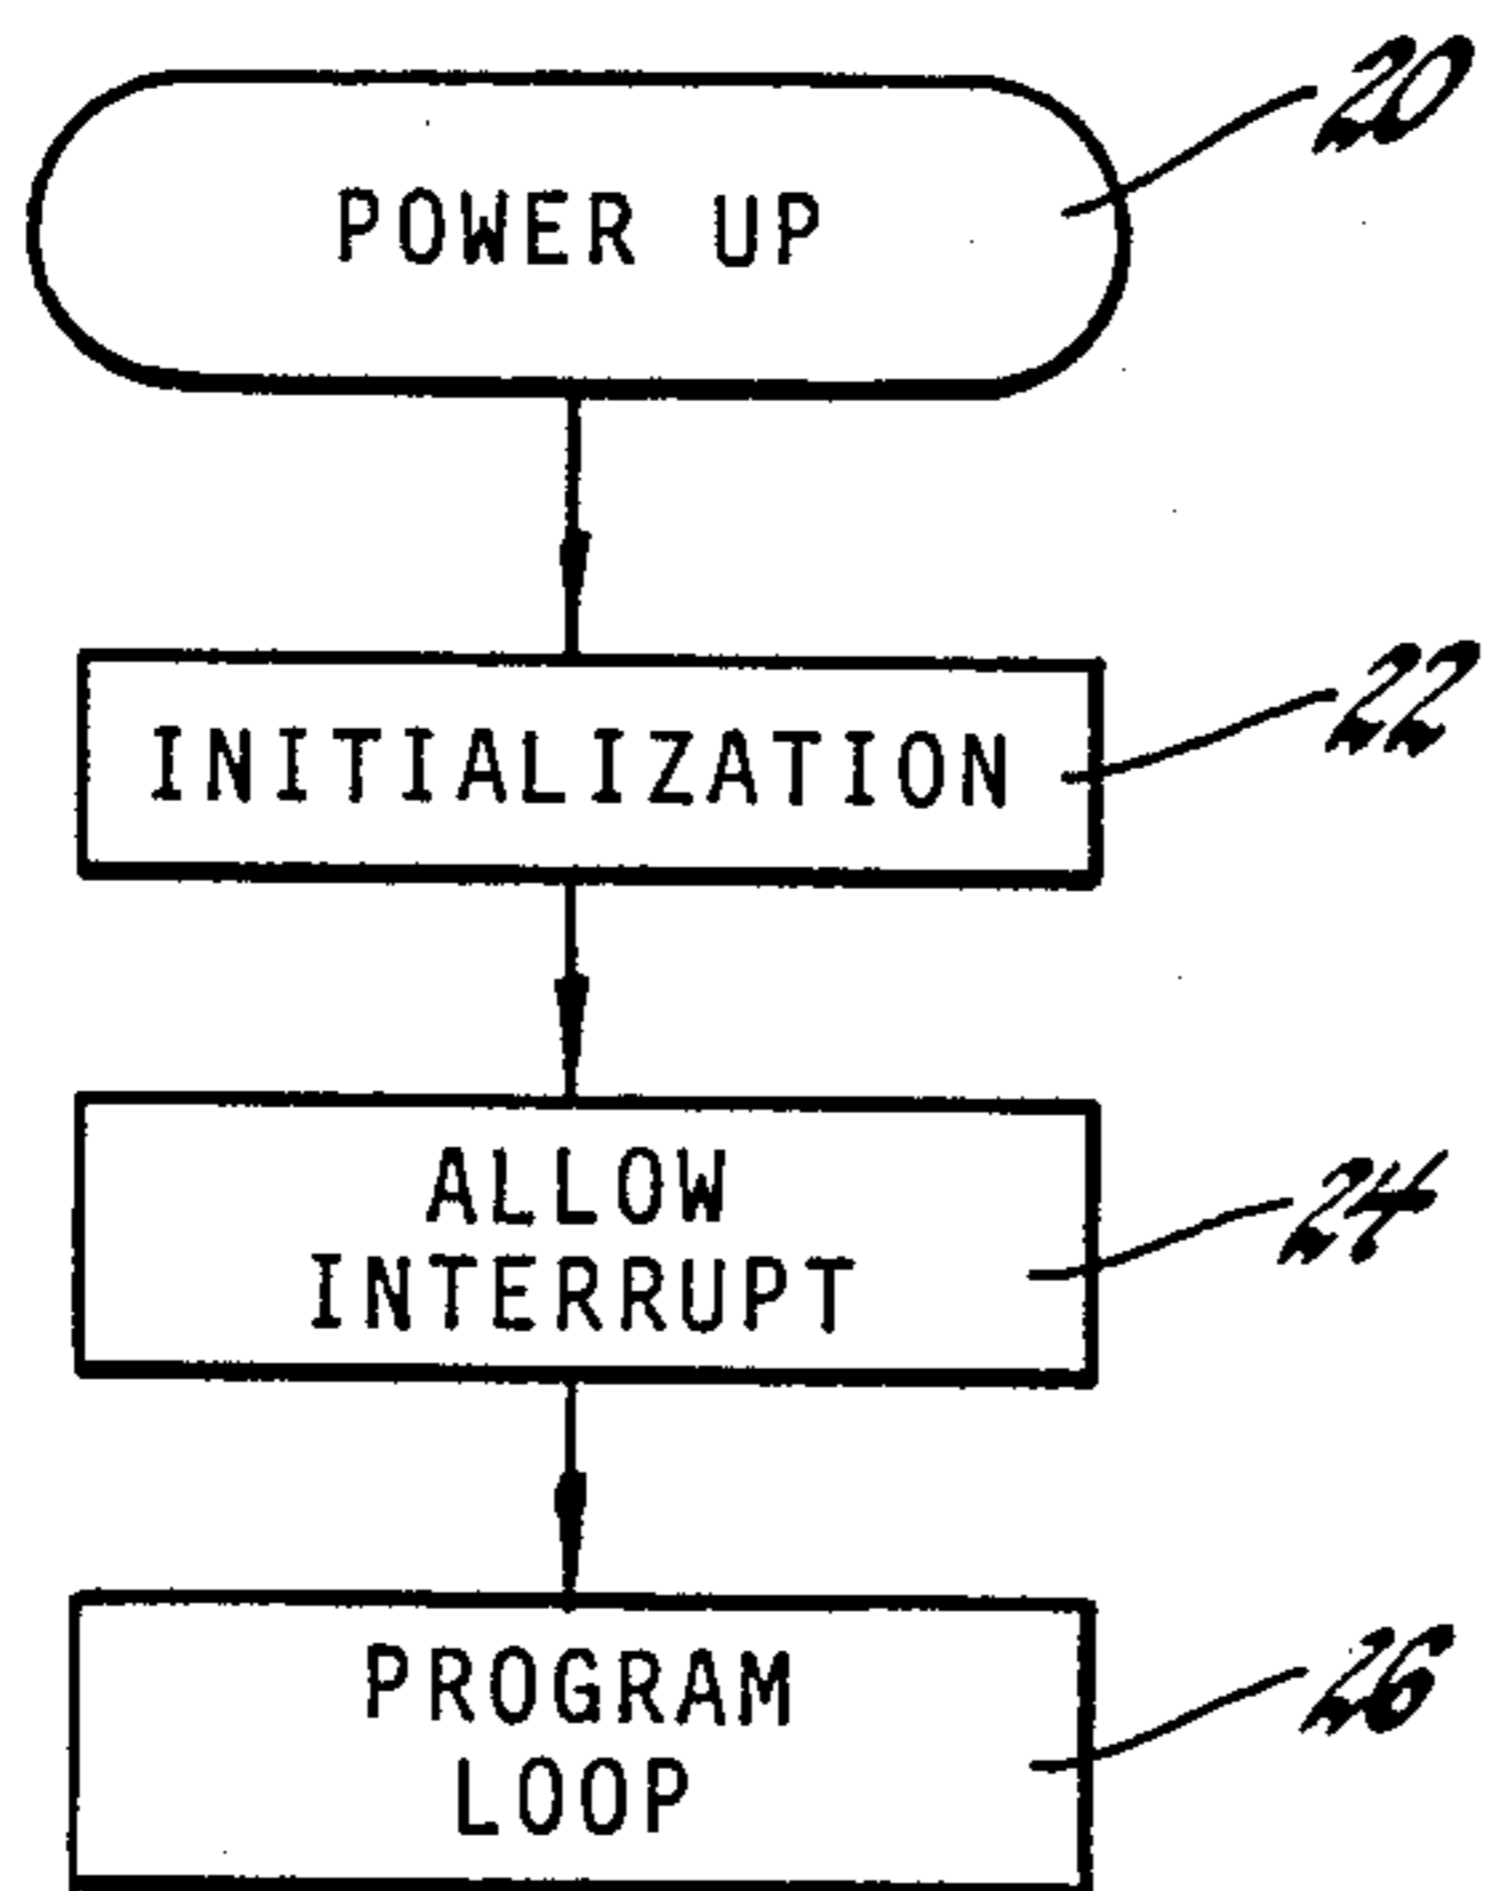 POWER UP
20
INITIALIZATION
22
ALLOW
INTERRUPT
24
PROGRAM
LOOP
26